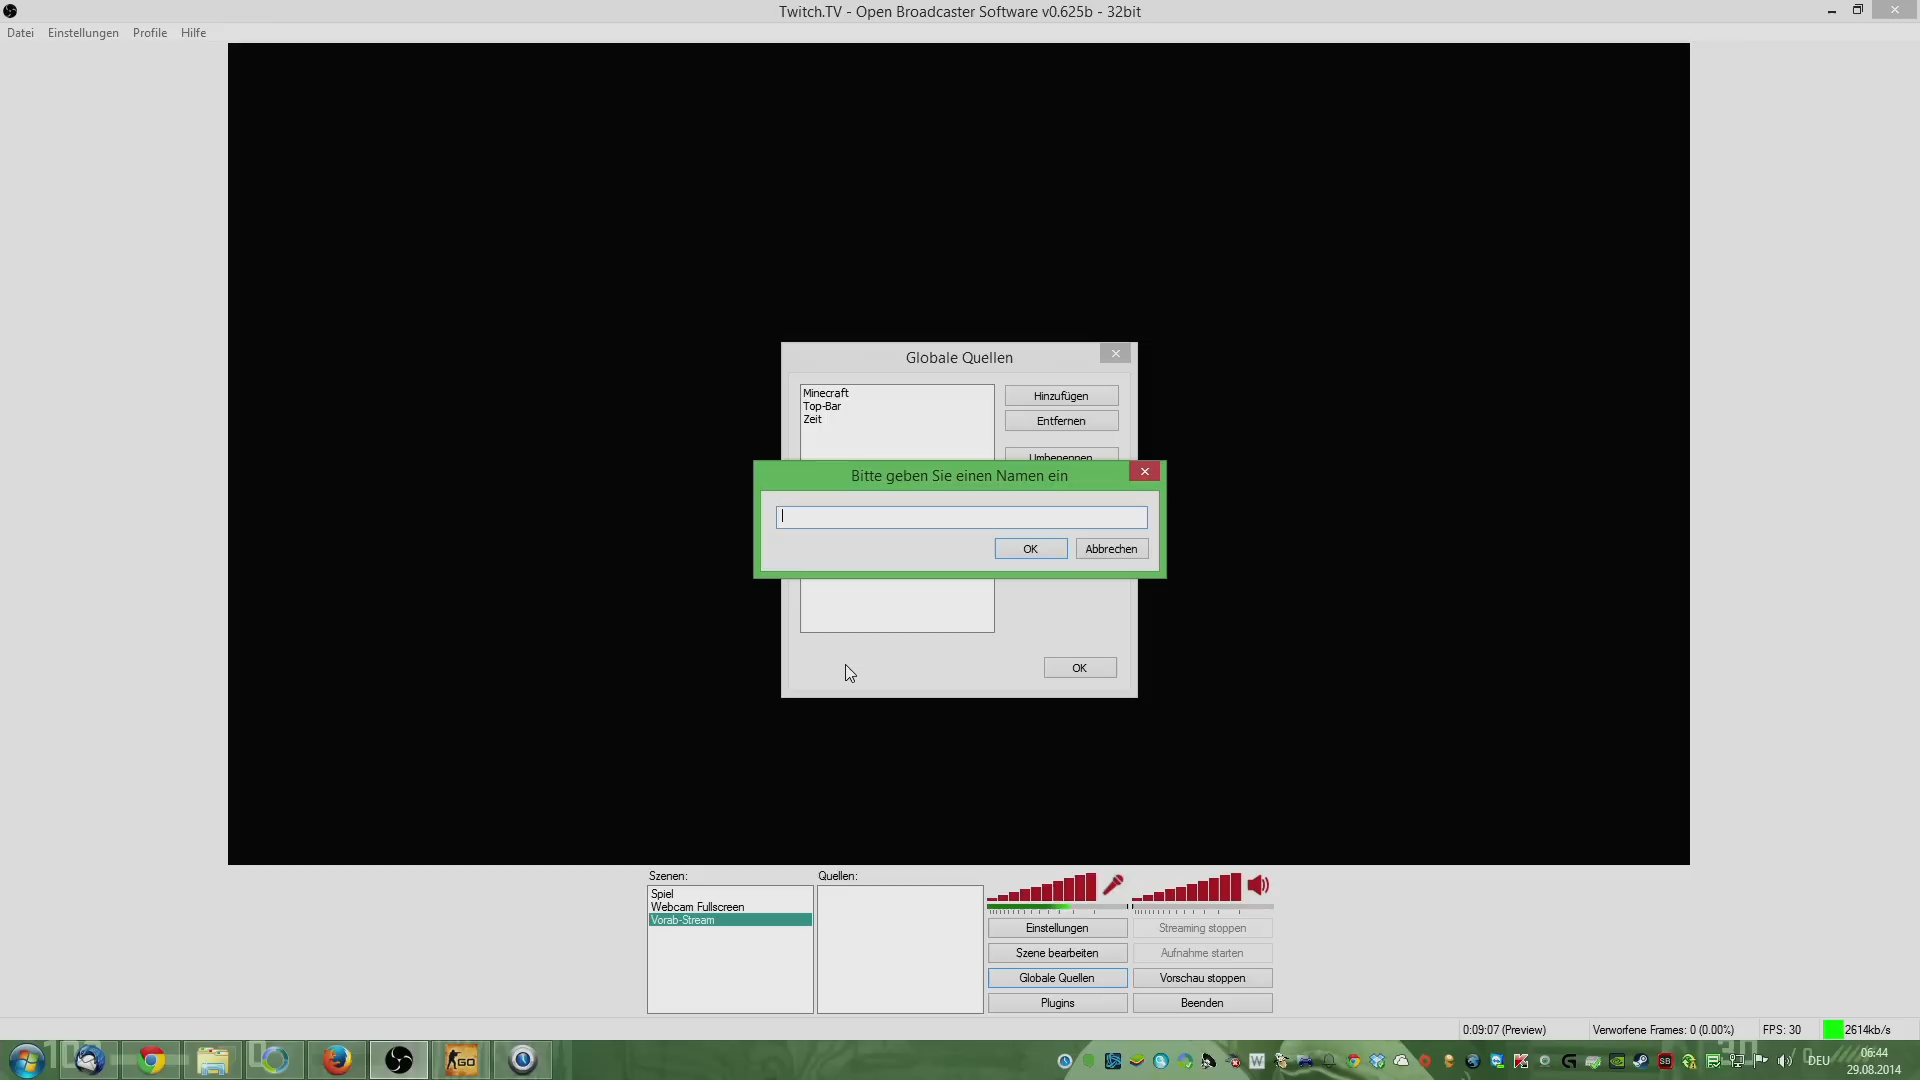 Twitch.TV - Open Broadcaster Software v0.625b - 32bit
Datei Einstellungen Profile Hilfe
Globale Quellen
Minecraft
Top-Bar
Zeit
Hinzufügen
Entfernen
Umbenennen
Bitte geben Sie einen Namen ein
OK Abbrechen
OK
Szenen: Quellen:
Spiel
Webcam Fullscreen
Vorab-Stream
Einstellungen Streaming stoppen
Szene bearbeiten Aufnahme starten
Globale Quellen Vorschau stoppen
Plugins Beenden
0:09:07 (Preview) Verworfene Frames: 0 (0.00%) FPS: 30 2614kb/s
GO
W
SB
DEU
06:44
29.08.2014